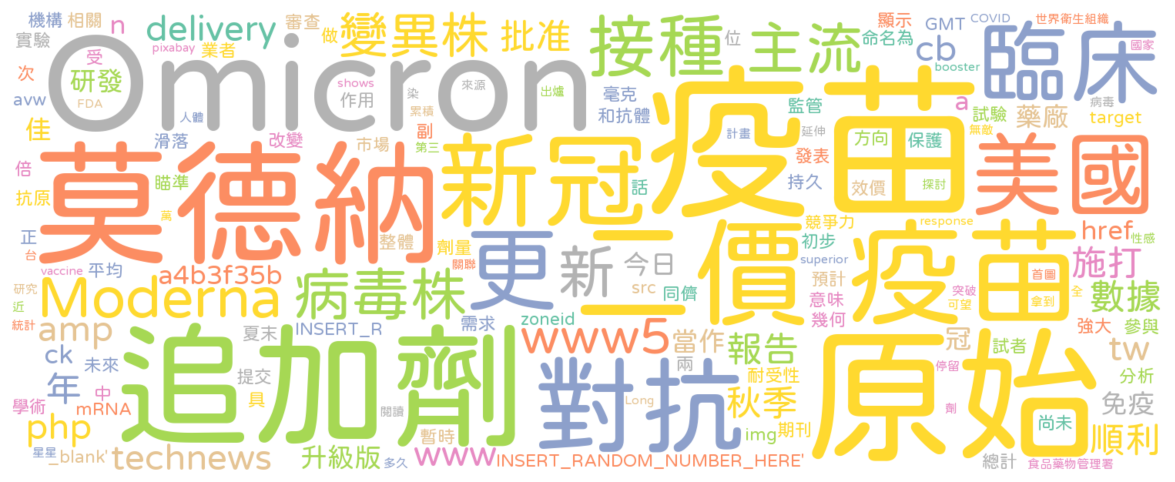 機構 相關 n delivery 審查 做 變異株 批准 接種 主流 位 顯示 命名為 GMT COVID 世界衛生組織
實驗 受 pixabay 業者 Omicron cb booster 臨床 國家
次 研發 FDA shows 作用 來源 染 出爐 毫克 監管 a 試驗 病毒
avw 人體 累積 和抗體 疫苗 藥廠 target 無敵
佳 滑落 改變 市場 副 第三 計畫 延伸 方向 保護
倍 瞄準 莫德納 新冠 話 發表 美國
抗原 萬 持久 效價 探討
正 台 整體 劑量 關聯 二價 競爭力 response href 性感
vaccine 平均 a4b3f35b 更 新 今日 初步 superior 疫苗 首圖 施打
研究 近 Moderna 病毒株 src 同儕 預計 突破 可望 拿到 全 數據
統計 amp 夏末 INSERT_R 需求 zoneid www5 當作 意味 幾何 冠 強大 參與
ck 未來 提交 追加劑 對抗 兩 報告 原始 試者 tw
年 中 具 耐受性 停留 分析
學術 mRNA 閱讀 Long 秋季 劑 免疫
php 暫時 img 期刊 尚未 順利
星星 _blank' technews 升級版 多久 www INSERT_RANDOM_NUMBER_HERE' 總計 食品藥物管理署